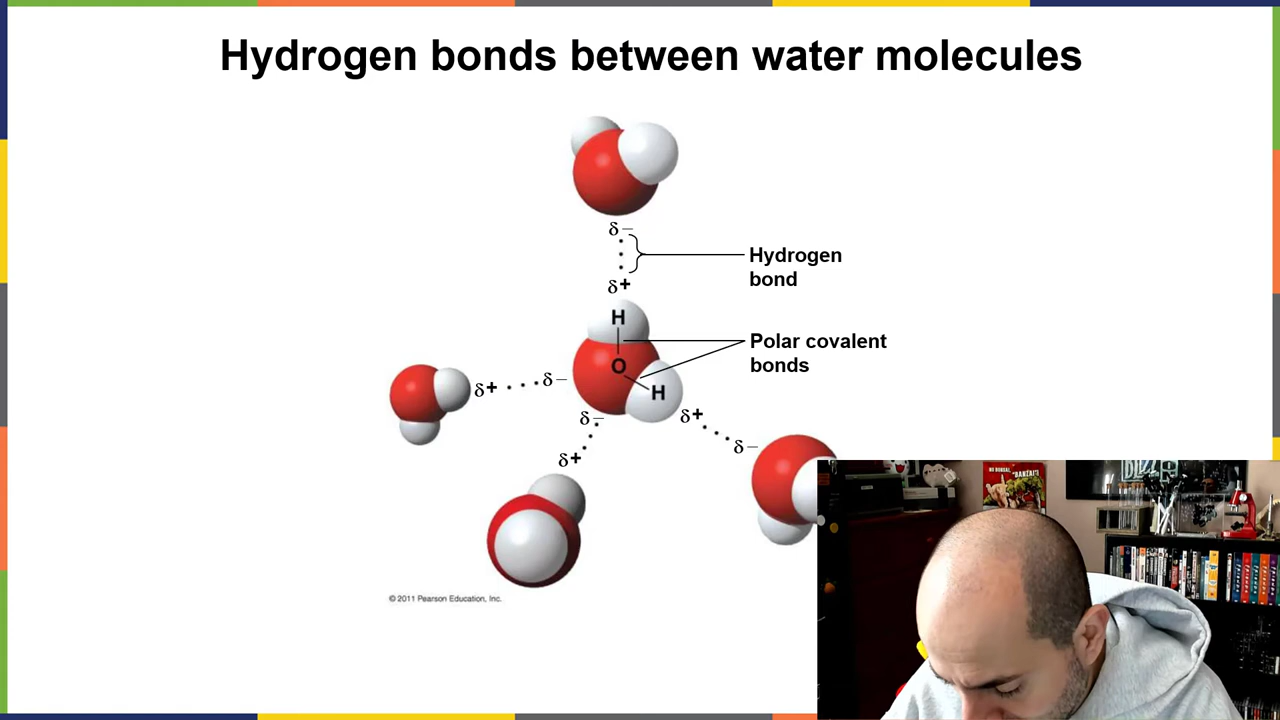 Hydrogen bonds between water molecules
δ–
Hydrogen
bond
δ+
H
Polar covalent
bonds
O
H
δ+
δ–
δ–
δ+
δ+
δ–
© 2011 Pearson Education, Inc.